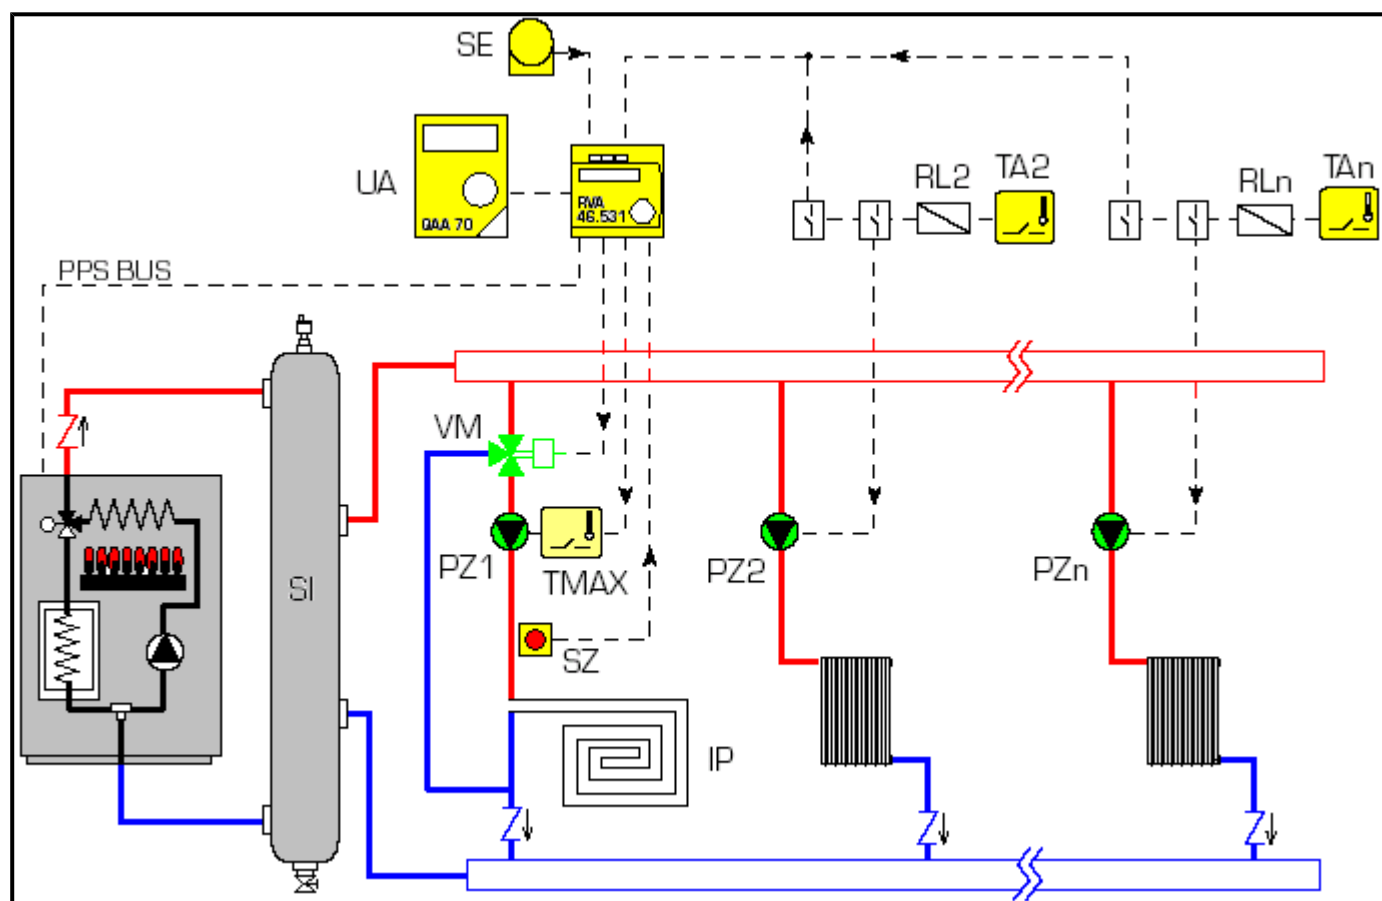 SE
UA
QAA 70
RVA
46.531
RL2
TA2
RLn
TAn
PPS BUS
VM
SI
PZ1
TMAX
PZ2
PZn
SZ
IP